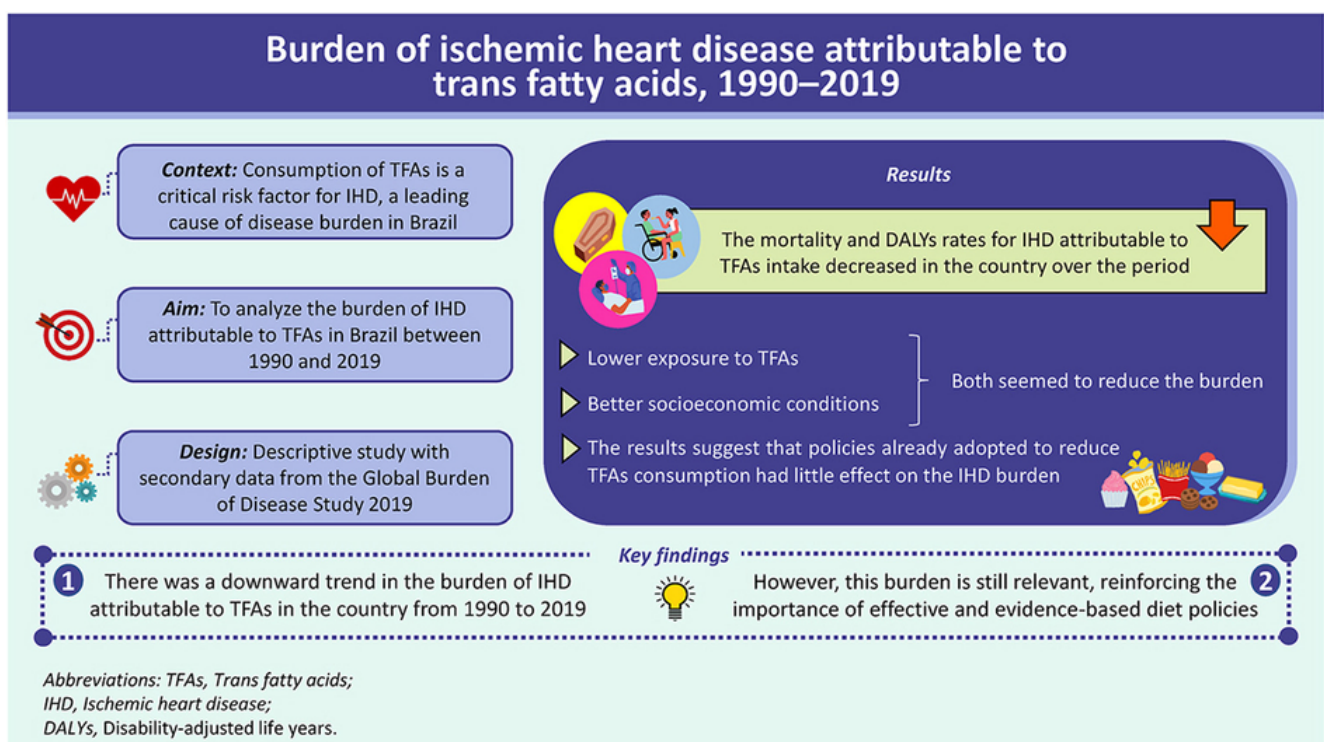 Burden of ischemic heart disease attributable to
trans fatty acids, 1990–2019
Context: Consumption of TFAs is a
critical risk factor for IHD, a leading
cause of disease burden in Brazil
Aim: To analyze the burden of IHD
attributable to TFAs in Brazil between
1990 and 2019
Design: Descriptive study with
secondary data from the Global Burden
of Disease Study 2019
Results
The mortality and DALYs rates for IHD attributable to
TFAs intake decreased in the country over the period
Lower exposure to TFAs
Better socioeconomic conditions
Both seemed to reduce the burden
The results suggest that policies already adopted to reduce
TFAs consumption had little effect on the IHD burden
CHIPS
Key findings
1 There was a downward trend in the burden of IHD
attributable to TFAs in the country from 1990 to 2019
However, this burden is still relevant, reinforcing the 2
importance of effective and evidence-based diet policies
Abbreviations: TFAs, Trans fatty acids;
IHD, Ischemic heart disease;
DALYs, Disability-adjusted life years.